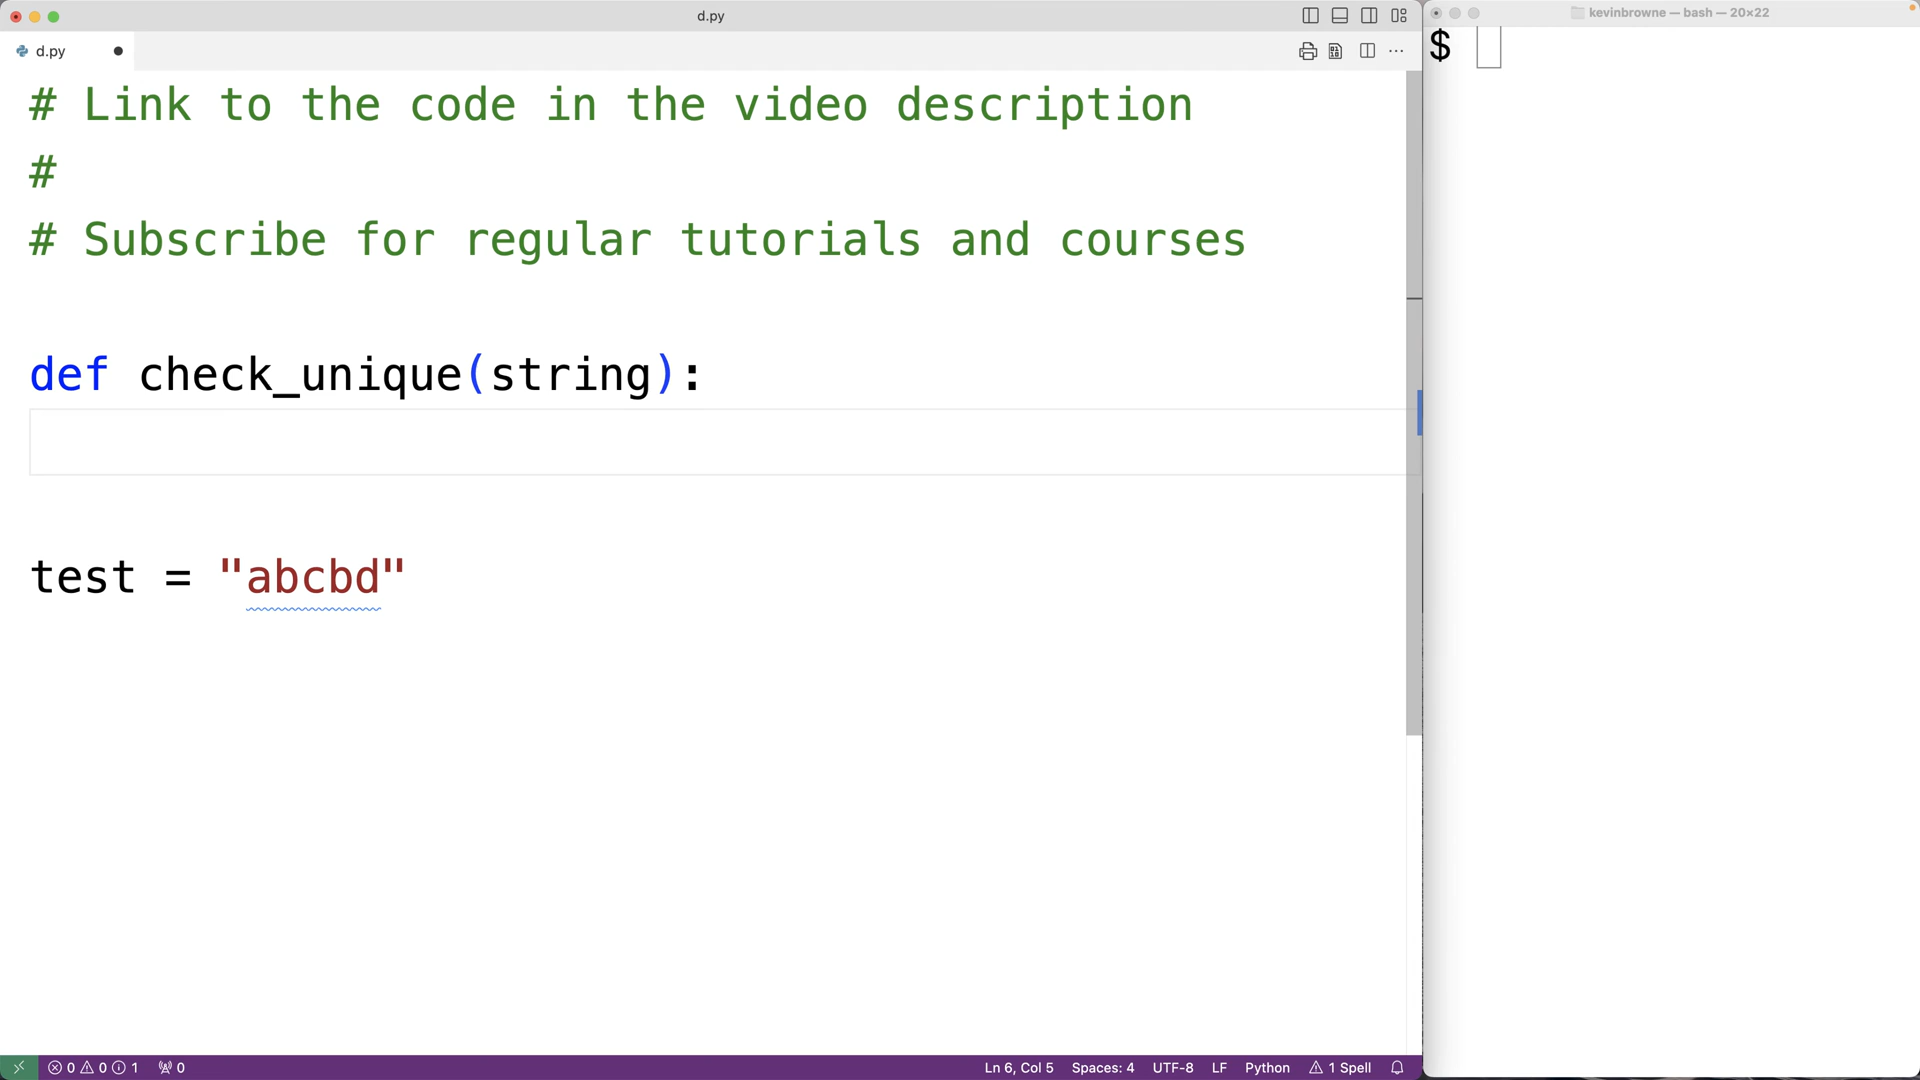 d.py
kevinbrowne — bash — 20×22
d.py
$
# Link to the code in the video description
#
# Subscribe for regular tutorials and courses
def check_unique(string):
test = "abcbd"
0 0 1 0 Ln 6, Col 5 Spaces: 4 UTF-8 LF Python 1 Spell